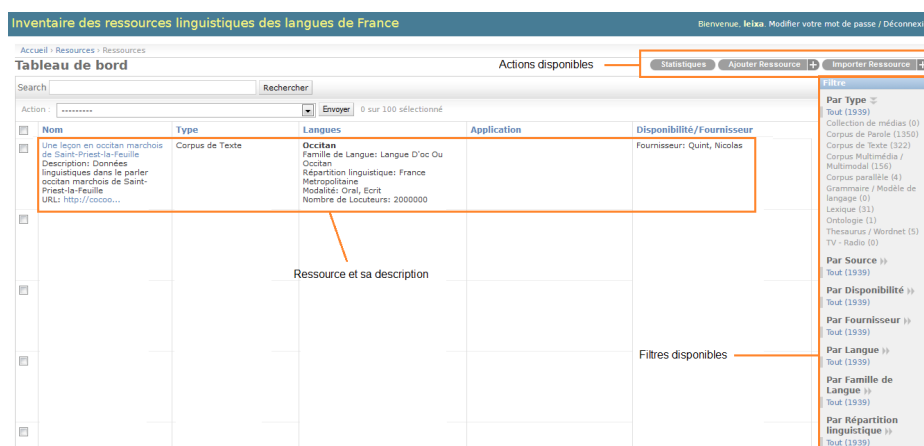 Inventaire des ressources linguistiques des langues de France
Bienvenue, leixa. Modifier votre mot de passe / Déconnexi
Accueil › Resources › Ressources
Tableau de bord
Actions disponibles
Statistiques
Ajouter Ressource +
Importer Ressource +
Search
Rechercher
Action : ---------
Envoyer
0 sur 100 sélectionné
Nom
Type
Langues
Application
Disponibilité/Fournisseur
Une leçon en occitan marchois
de Saint-Priest-la-Feuille
Description: Données
linguistiques dans le parler
occitan marchois de Saint-
Priest-la-Feuille
URL: http://cocoo...
Corpus de Texte
Occitan
Famille de Langue: Langue D'oc Ou
Occitan
Répartition linguistique: France
Metropolitaine
Modalité: Oral, Ecrit
Nombre de Locuteurs: 2000000
Fournisseur: Quint, Nicolas
Ressource et sa description
Filtres disponibles
Filtre
Par Type
Tout (1939)
Collection de médias (0)
Corpus de Parole (1350)
Corpus de Texte (322)
Corpus Multimédia /
Multimodal (156)
Corpus parallèle (4)
Grammaire / Modèle de
langage (0)
Lexique (31)
Ontologie (1)
Thesaurus / Wordnet (5)
TV - Radio (0)
Par Source
Tout (1939)
Par Disponibilité
Tout (1939)
Par Fournisseur
Tout (1939)
Par Langue
Tout (1939)
Par Famille de
Langue
Tout (1939)
Par Répartition
linguistique
Tout (1939)